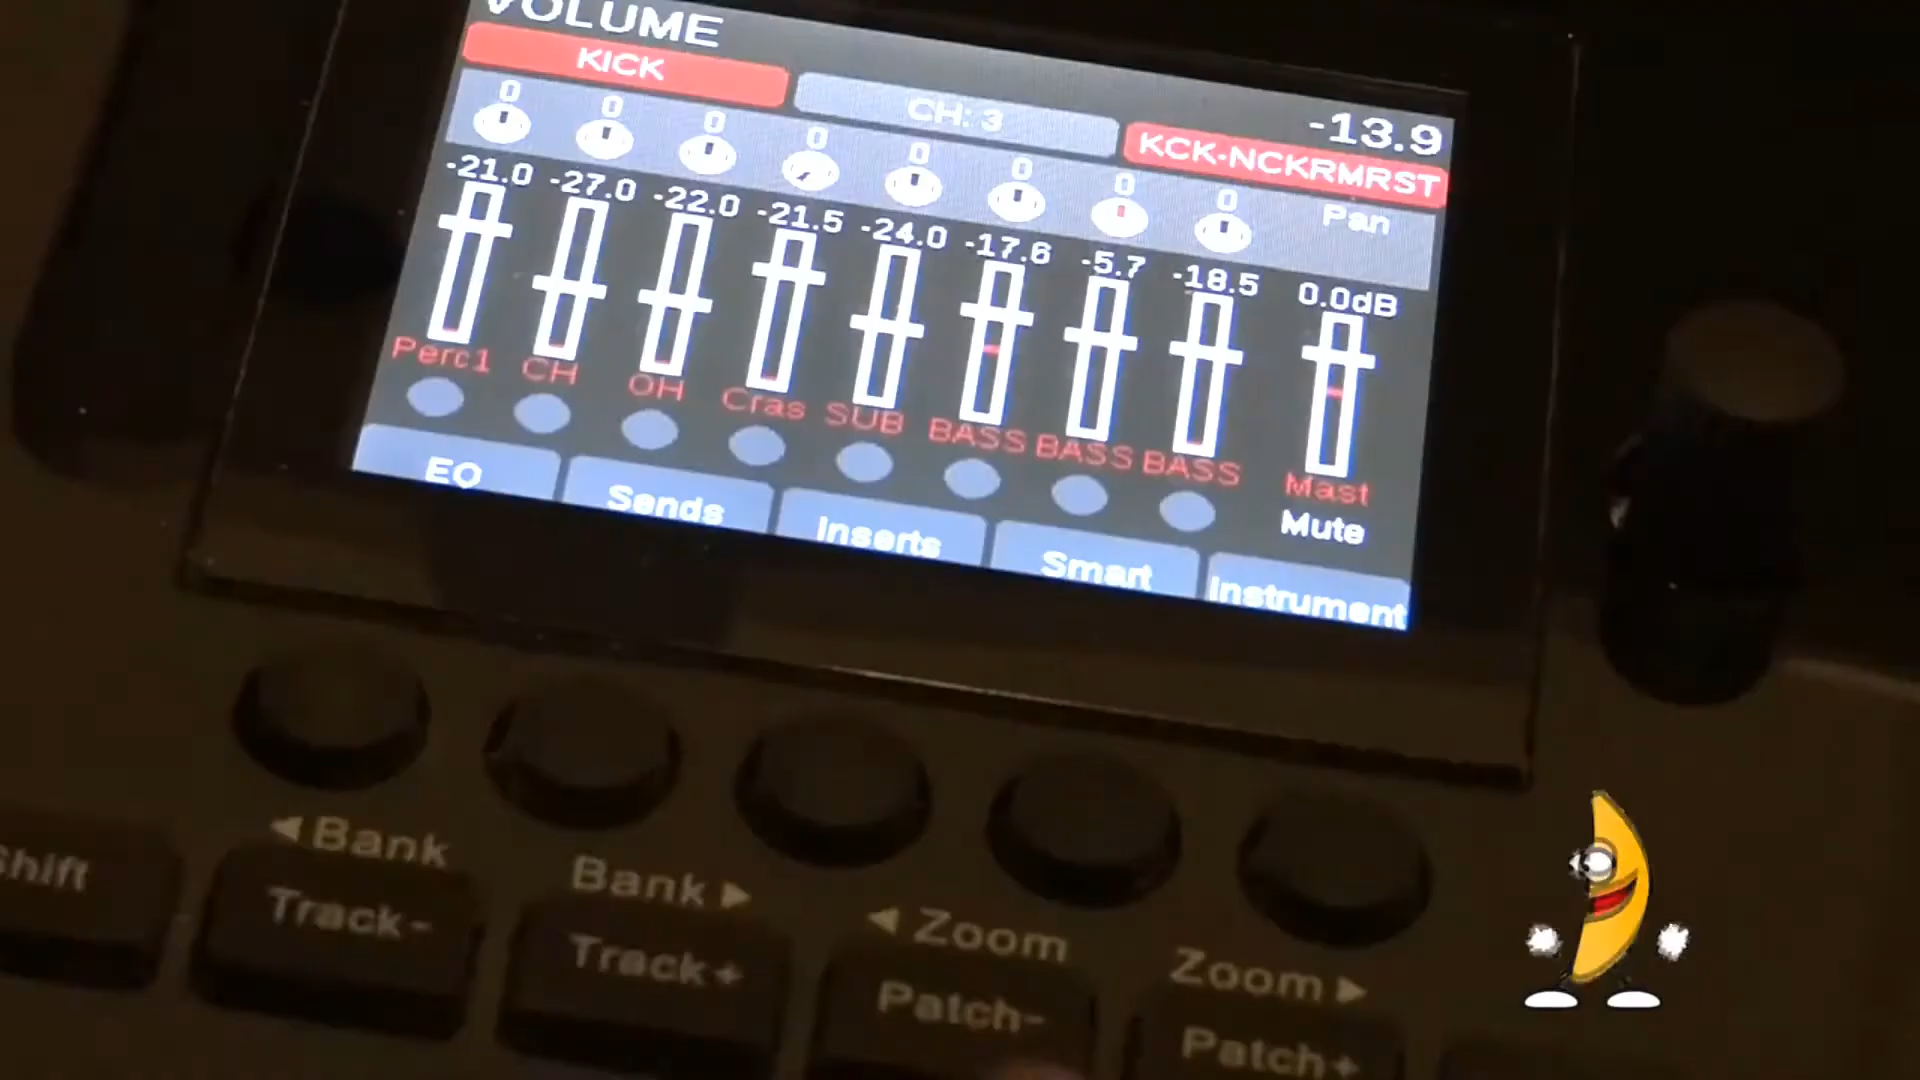 VOLUME
-13.9
KICK
CH: 3
KCK-NCKRMRST
0 0 0 0 0 0 0 0 Pan
-21.0 -27.0 -22.0 -21.5 -24.0 -17.6 -5.7 -18.5 0.0dB
Perc1 CH OH Cras SUB BASS BASS BASS Mast
Mute
EQ Sends Inserts Smart Instrument
◀ Bank Bank ▶ ◀ Zoom Zoom ▶
Shift Track- Track+ Patch- Patch+